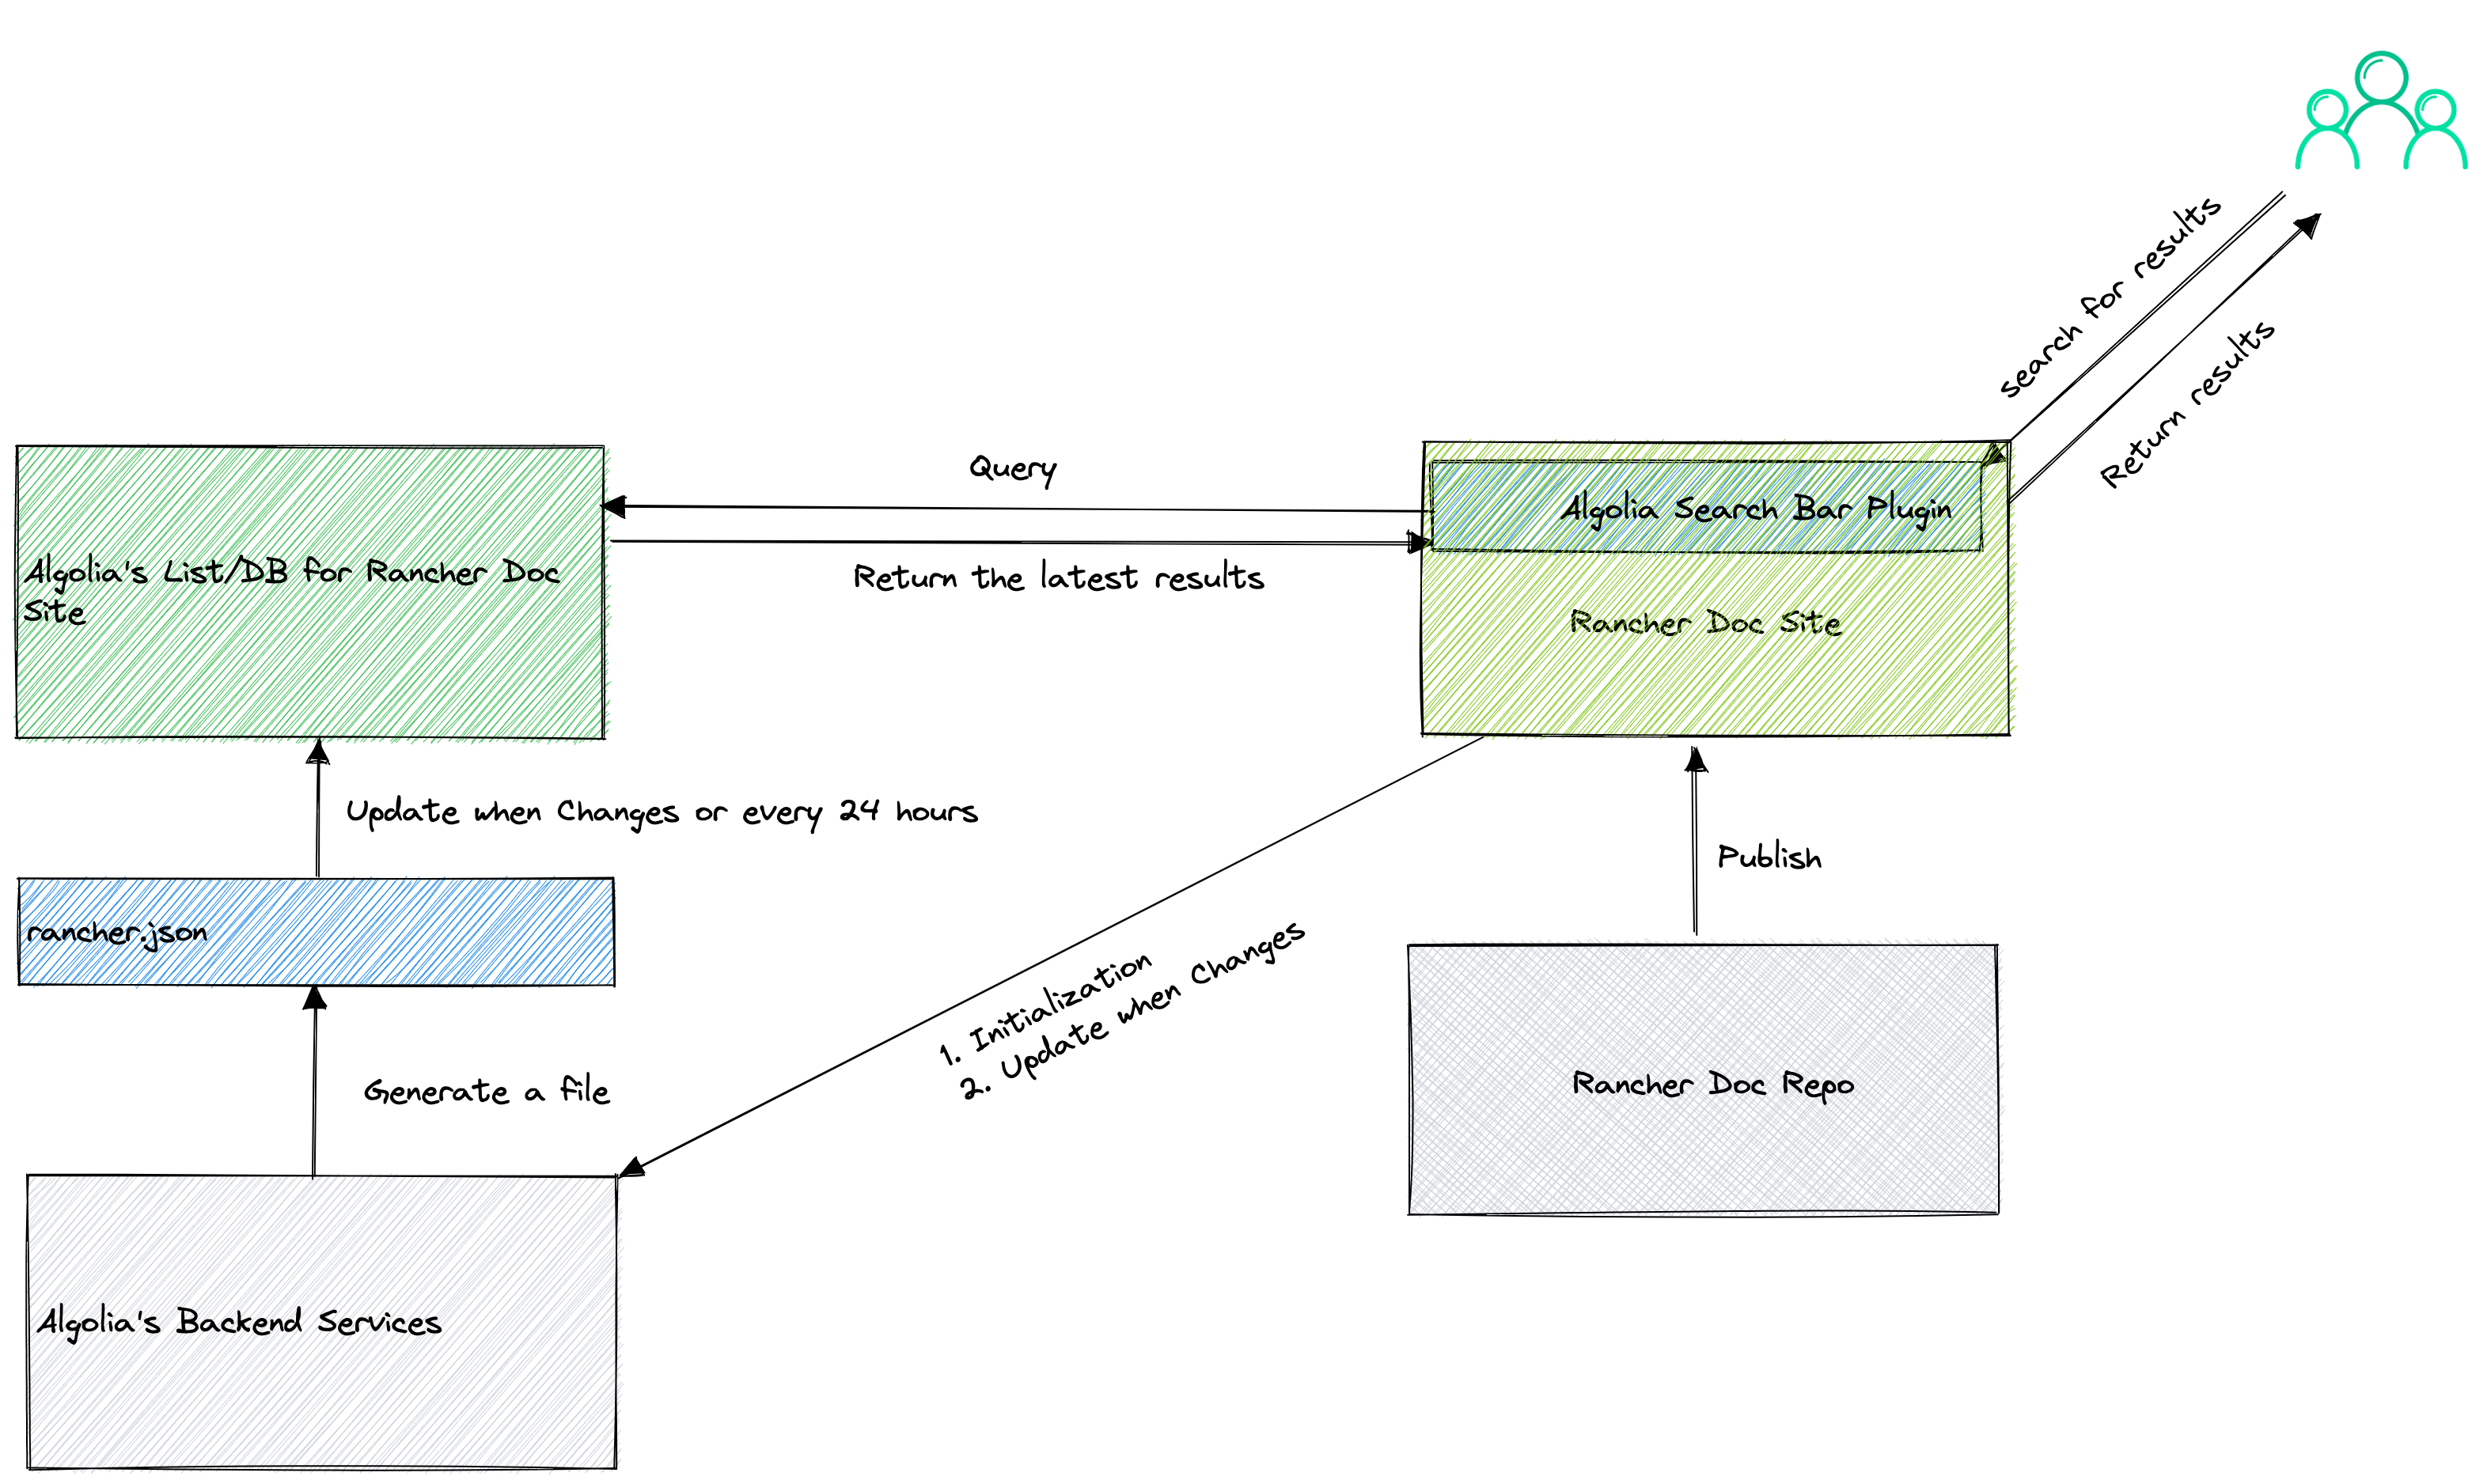 search for results
Return results
Query
Return the latest results
Algolia Search Bar Plugin
Rancher Doc Site
Algolia's List/DB for Rancher Doc
Site
Update when Changes or every 24 hours
Publish
rancher.json
1. Initialization
2. Update when Changes
Generate a file
Rancher Doc Repo
Algolia's Backend Services